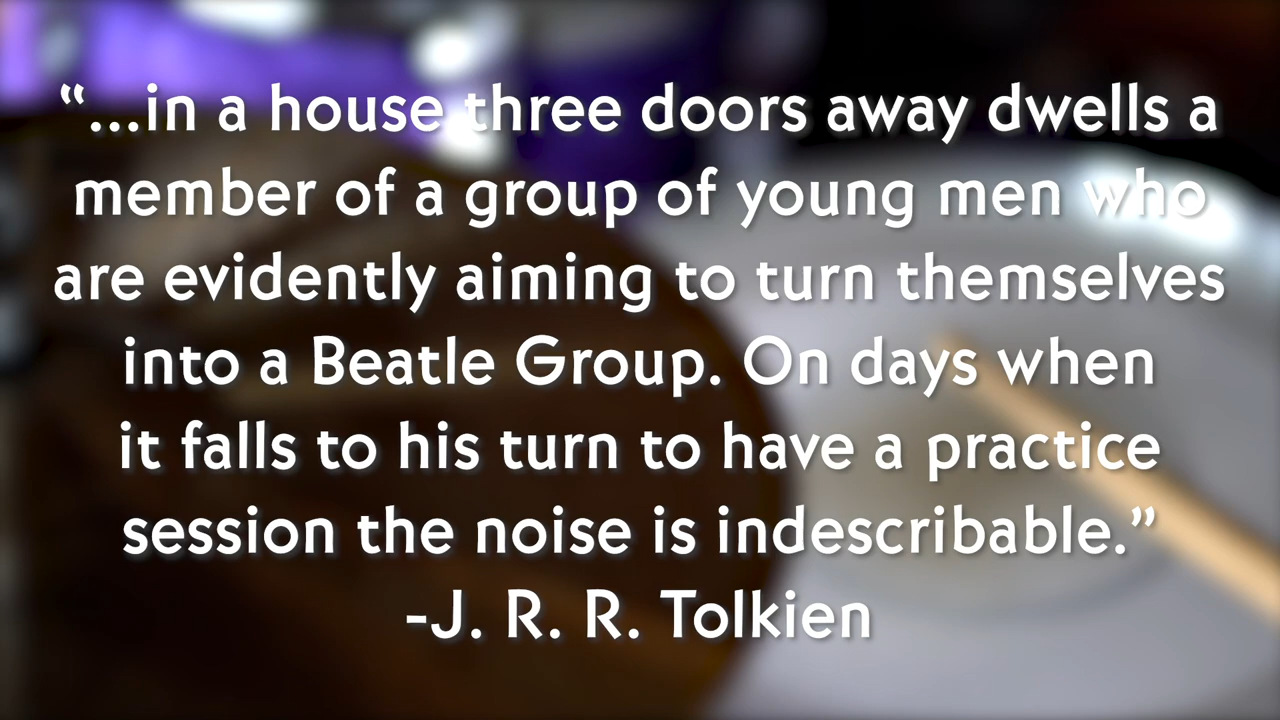 “...in a house three doors away dwells a
member of a group of young men who
are evidently aiming to turn themselves
into a Beatle Group. On days when
it falls to his turn to have a practice
session the noise is indescribable.”
-J. R. R. Tolkien